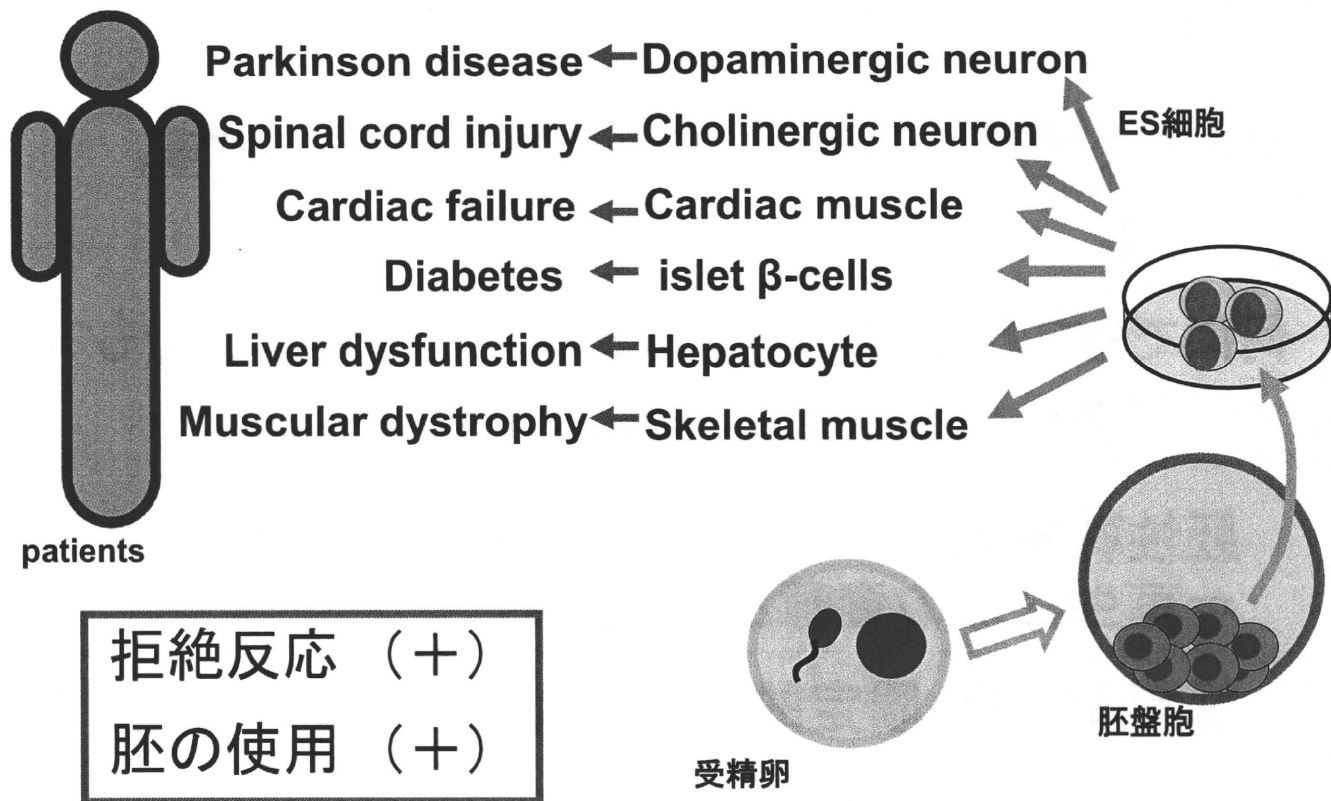 Parkinson disease
Dopaminergic neuron
ES細胞
Spinal cord injury
Cholinergic neuron
Cardiac failure
Cardiac muscle
Diabetes
islet β-cells
Liver dysfunction
Hepatocyte
Muscular dystrophy
Skeletal muscle
patients
拒絶反応 (+)
胚の使用 (+)
受精卵
胚盤胞